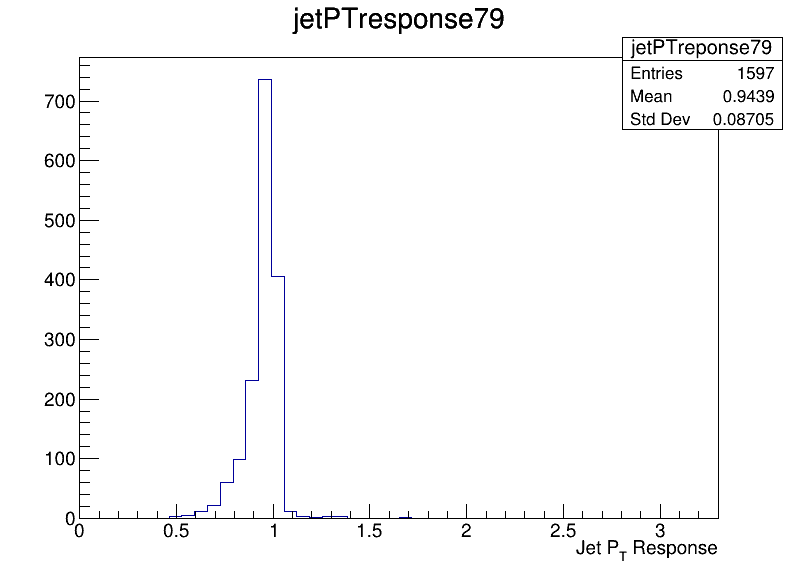 jetPTresponse79
jetPTreponse79
Entries 1597
Mean 0.9439
Std Dev 0.08705
700
600
500
400
300
200
100
0
0 0.5 1 1.5 2 2.5 3
Jet PT Response